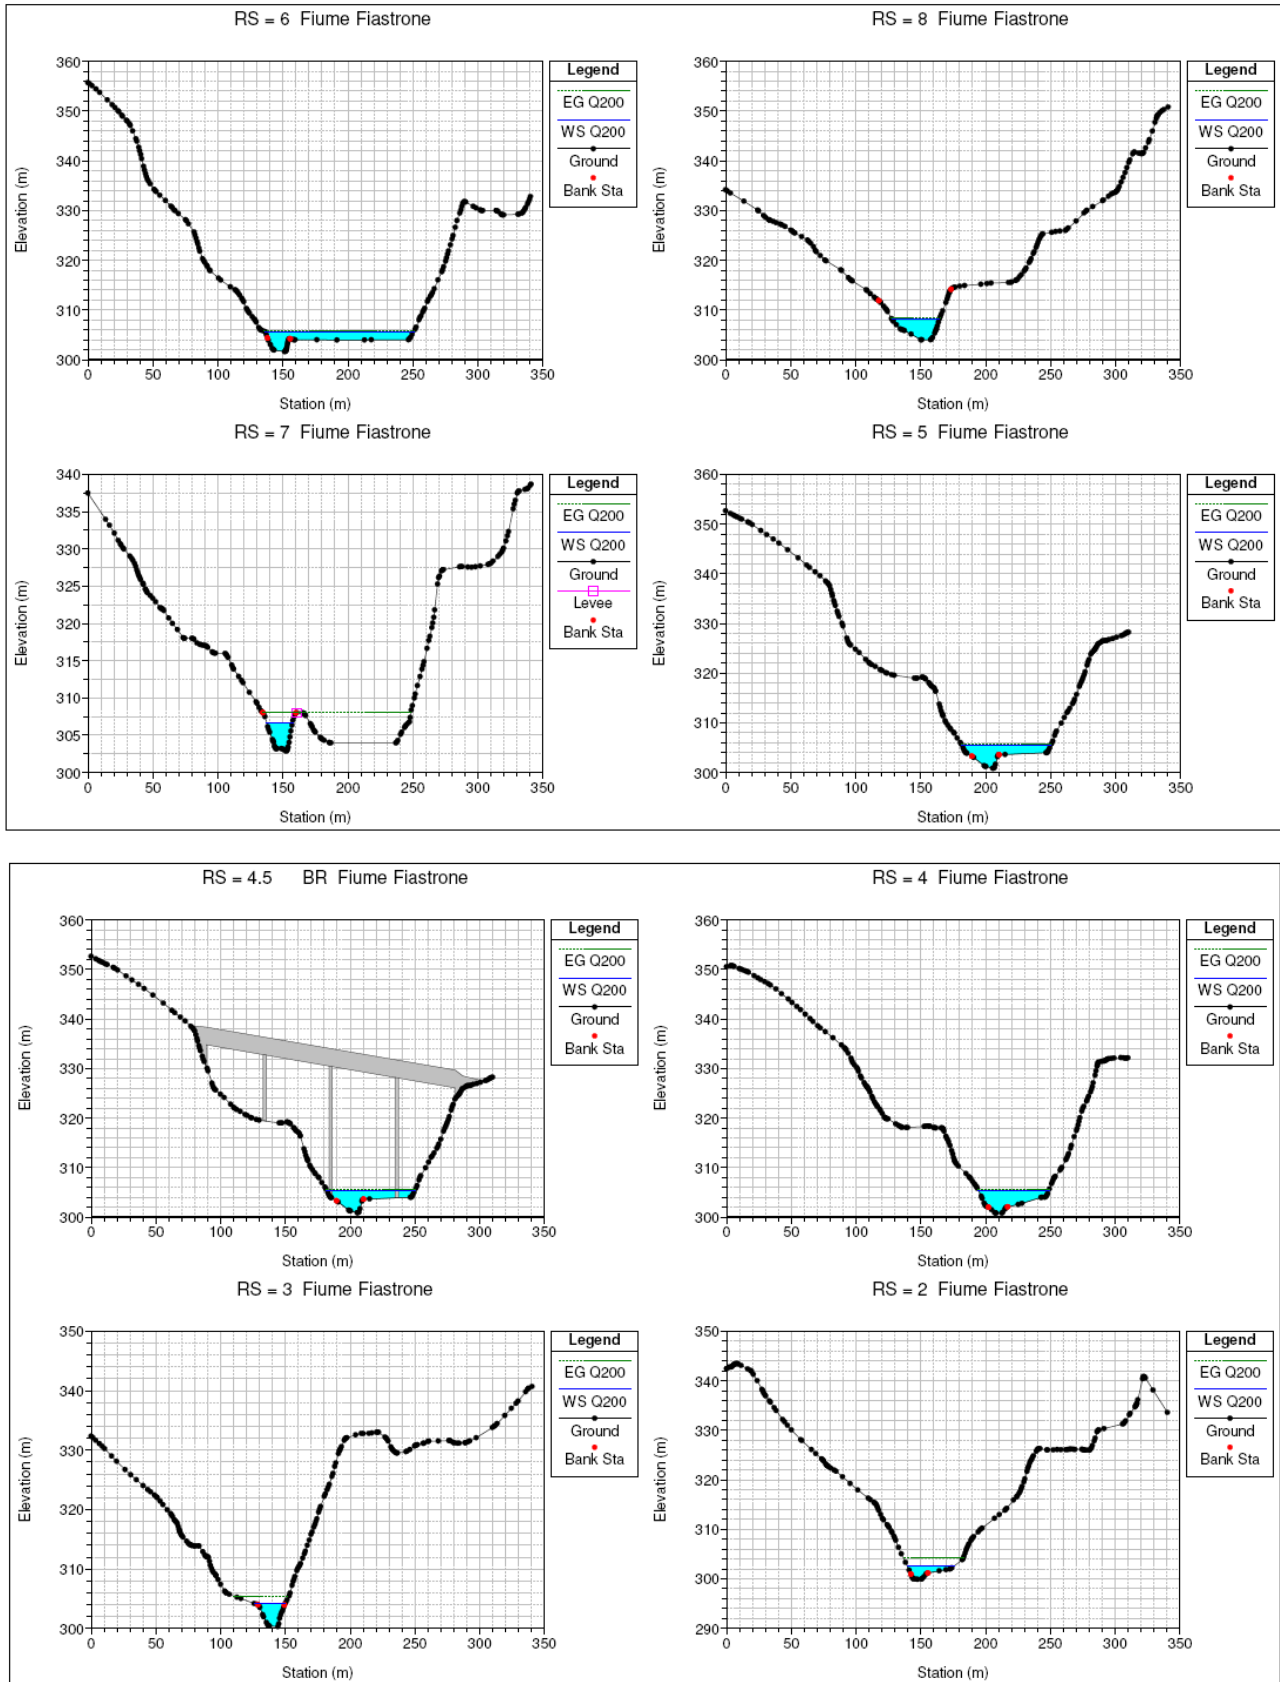 RS = 6 Fiume Fiastrone
Elevation (m)
360
350
340
330
320
310
300
0 50 100 150 200 250 300 350
Station (m)
Legend
EG Q200
WS Q200
Ground
Bank Sta
RS = 8 Fiume Fiastrone
Elevation (m)
360
350
340
330
320
310
300
0 50 100 150 200 250 300 350
Station (m)
Legend
EG Q200
WS Q200
Ground
Bank Sta
RS = 7 Fiume Fiastrone
Elevation (m)
340
335
330
325
320
315
310
305
300
0 50 100 150 200 250 300 350
Station (m)
Legend
EG Q200
WS Q200
Ground
Levee
Bank Sta
RS = 5 Fiume Fiastrone
Elevation (m)
360
350
340
330
320
310
300
0 50 100 150 200 250 300 350
Station (m)
Legend
EG Q200
WS Q200
Ground
Bank Sta
RS = 4.5 BR Fiume Fiastrone
Elevation (m)
360
350
340
330
320
310
300
0 50 100 150 200 250 300 350
Station (m)
RS = 4 Fiume Fiastrone
Elevation (m)
360
350
340
330
320
310
300
0 50 100 150 200 250 300 350
Station (m)
Legend
EG Q200
WS Q200
Ground
Bank Sta
RS = 3 Fiume Fiastrone
Elevation (m)
350
340
330
320
310
300
0 50 100 150 200 250 300 350
Station (m)
Legend
EG Q200
WS Q200
Ground
Bank Sta
RS = 2 Fiume Fiastrone
Elevation (m)
350
340
330
320
310
300
290
0 50 100 150 200 250 300 350
Station (m)
Legend
EG Q200
WS Q200
Ground
Bank Sta